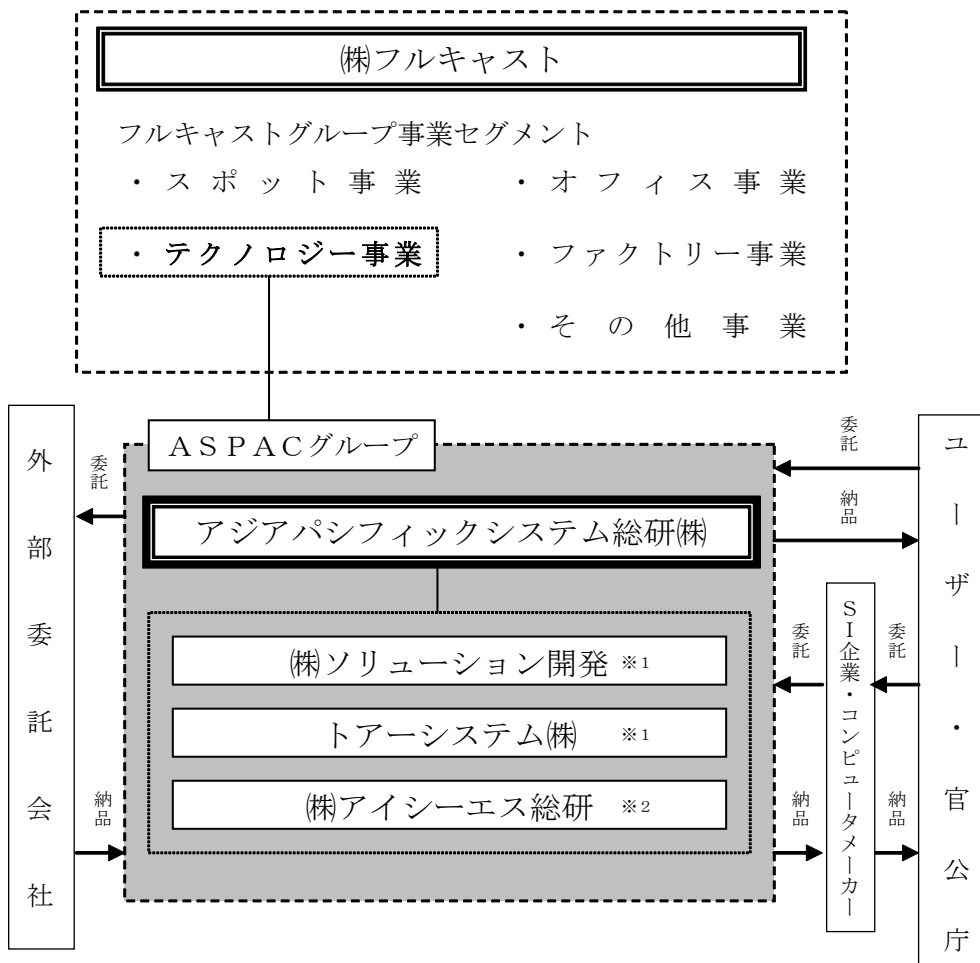 ㈱フルキャスト
フルキャストグループ事業セグメント
・スポット事業
・オフィス事業
・テクノロジー事業
・ファクトリー事業
・その他事業
ASPACグループ
外部委託会社
委託
納品
アジアパシフィックシステム総研㈱
㈱ソリューション開発 ※1
トアーシステム㈱ ※1
㈱アイシーエス総研 ※2
委託
納品
委託
納品
SI企業・コンピュータメーカー
委託
納品
ユーザー・官公庁